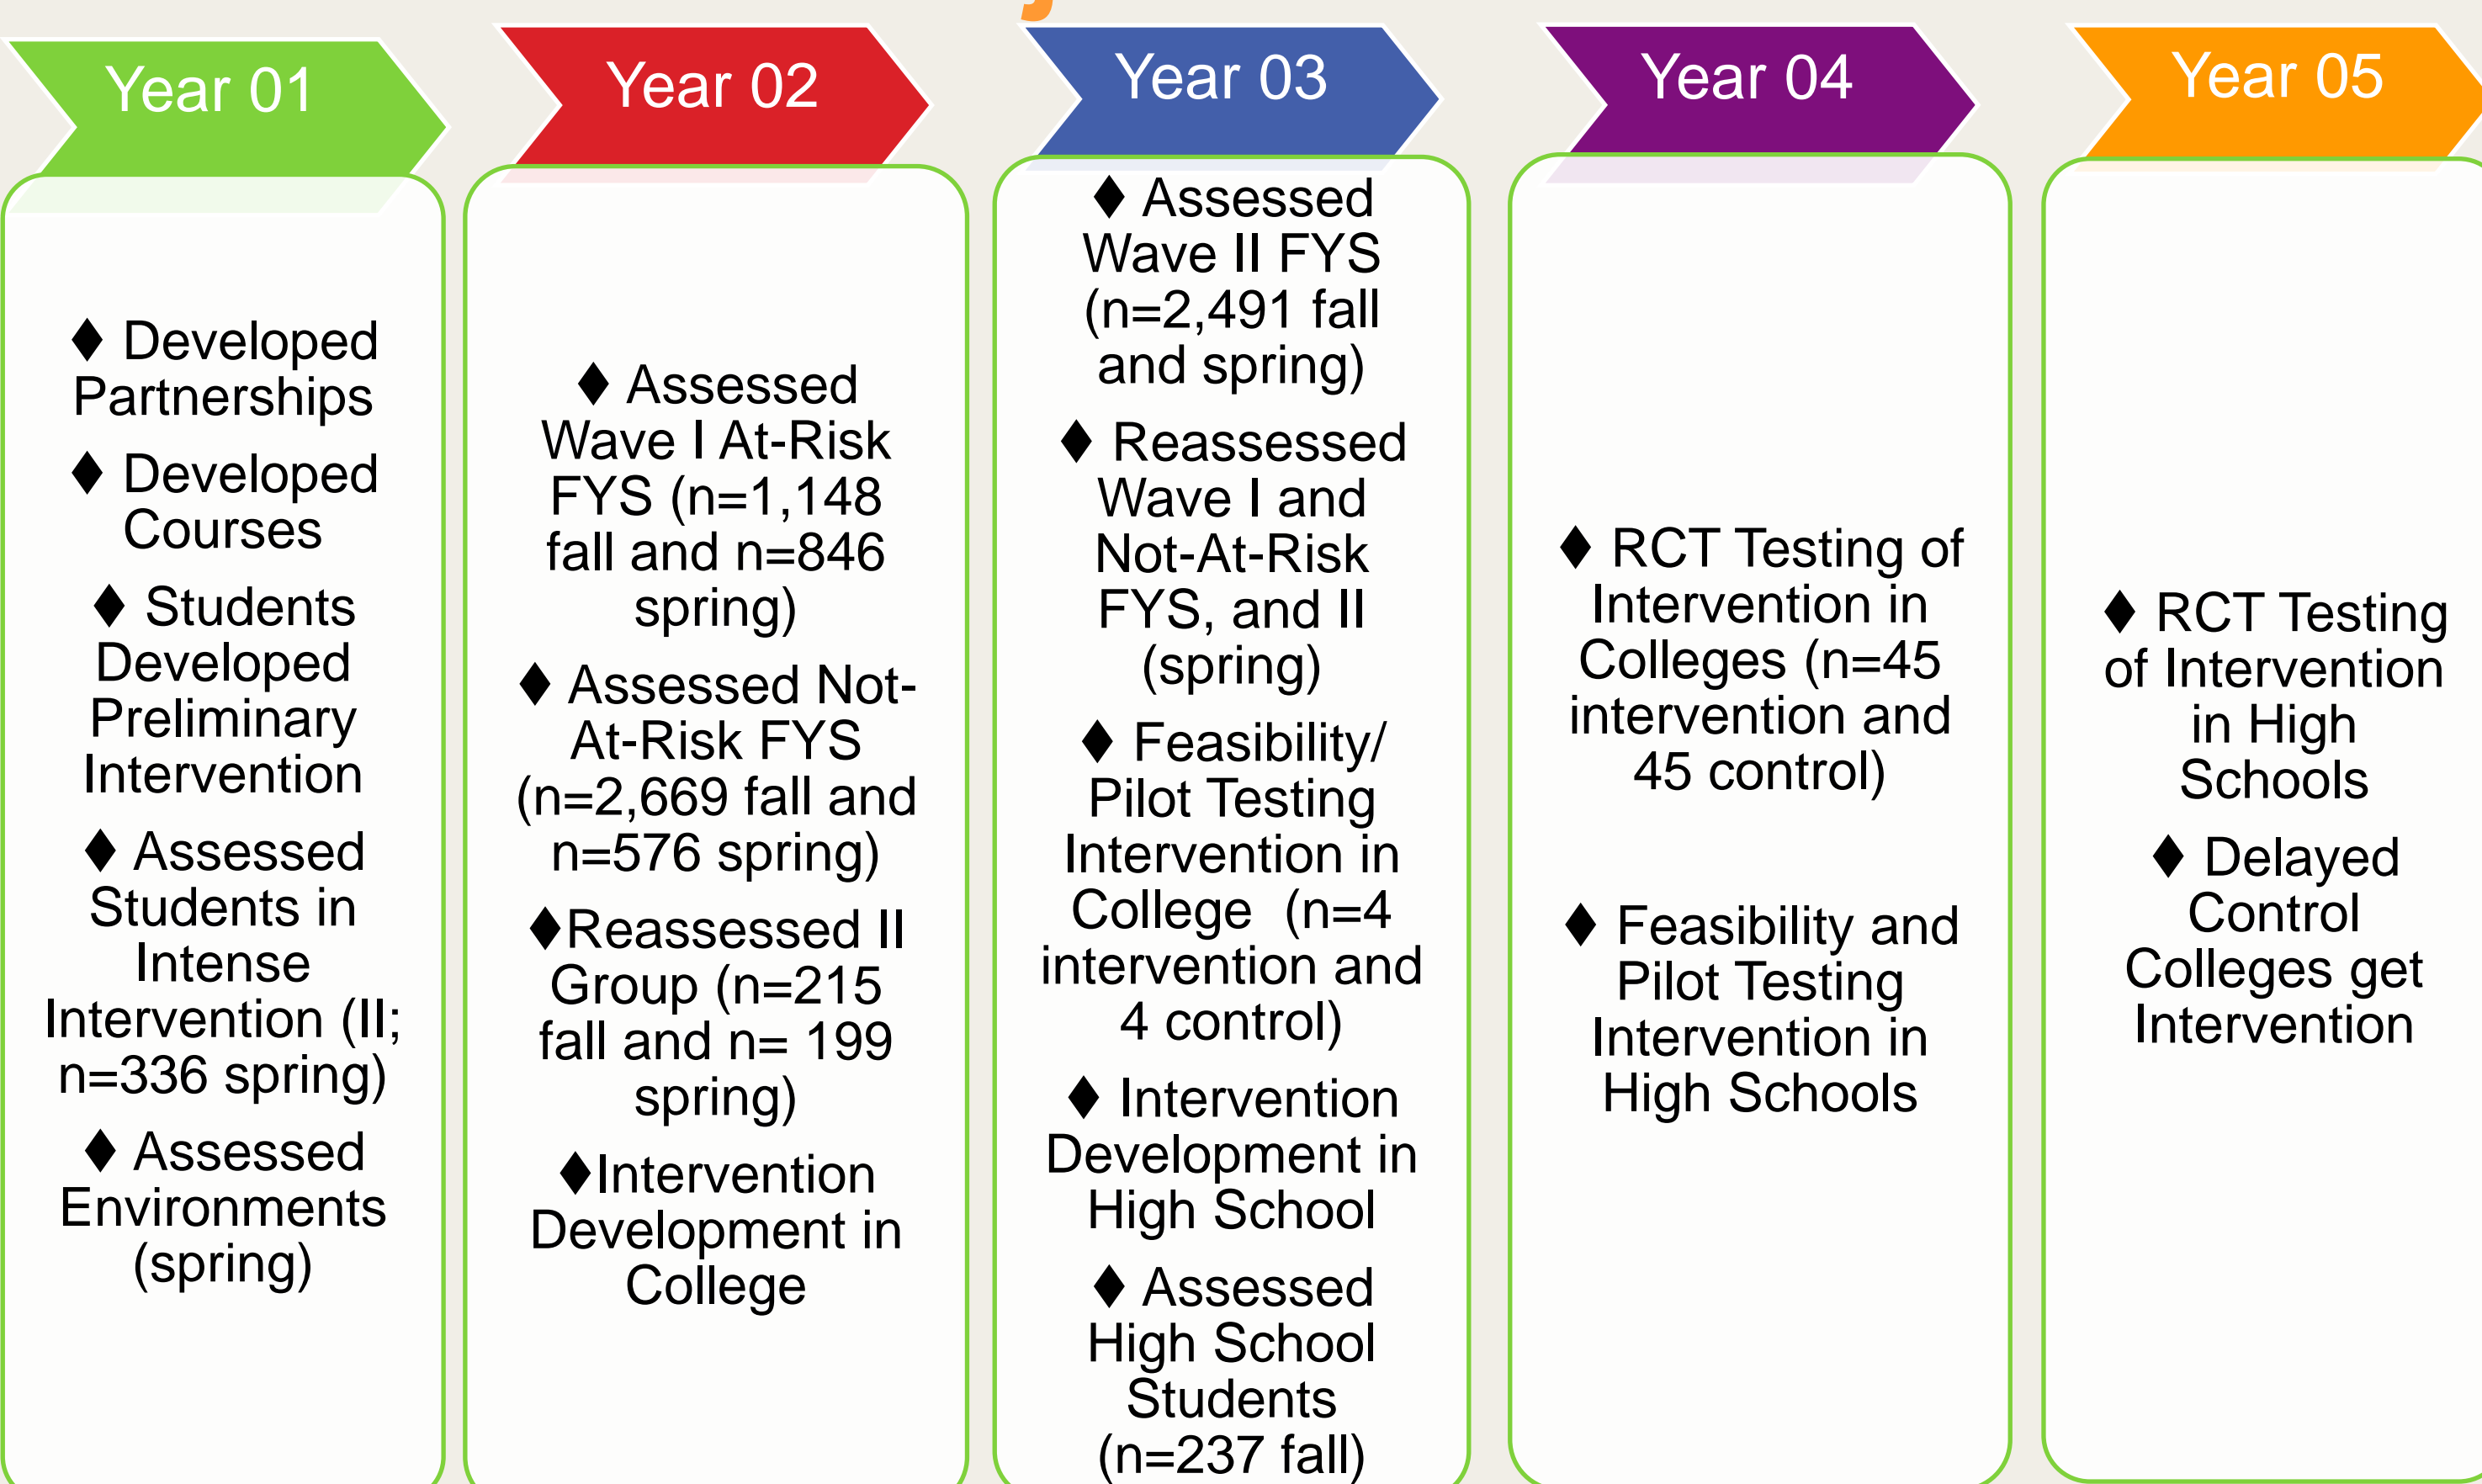 Year 01
♦ Developed
Partnerships
♦ Developed
Courses
♦ Students
Developed
Preliminary
Intervention
♦ Assessed
Students in
Intense
Intervention (II;
n=336 spring)
♦ Assessed
Environments
(spring)
Year 02
♦ Assessed
Wave I At-Risk
FYS (n=1,148
fall and n=846
spring)
♦ Assessed Not-
At-Risk FYS
(n=2,669 fall and
n=576 spring)
♦Reassessed II
Group (n=215
fall and n= 199
spring)
♦Intervention
Development in
College
Year 03
♦ Assessed
Wave II FYS
(n=2,491 fall
and spring)
♦ Reassessed
Wave I and
Not-At-Risk
FYS, and II
(spring)
♦ Feasibility/
Pilot Testing
Intervention in
College (n=4
intervention and
4 control)
♦ Intervention
Development in
High School
♦ Assessed
High School
Students
(n=237 fall)
Year 04
♦ RCT Testing of
Intervention in
Colleges (n=45
intervention and
45 control)
♦ Feasibility and
Pilot Testing
Intervention in
High Schools
Year 05
♦ RCT Testing
of Intervention
in High
Schools
♦ Delayed
Control
Colleges get
Intervention